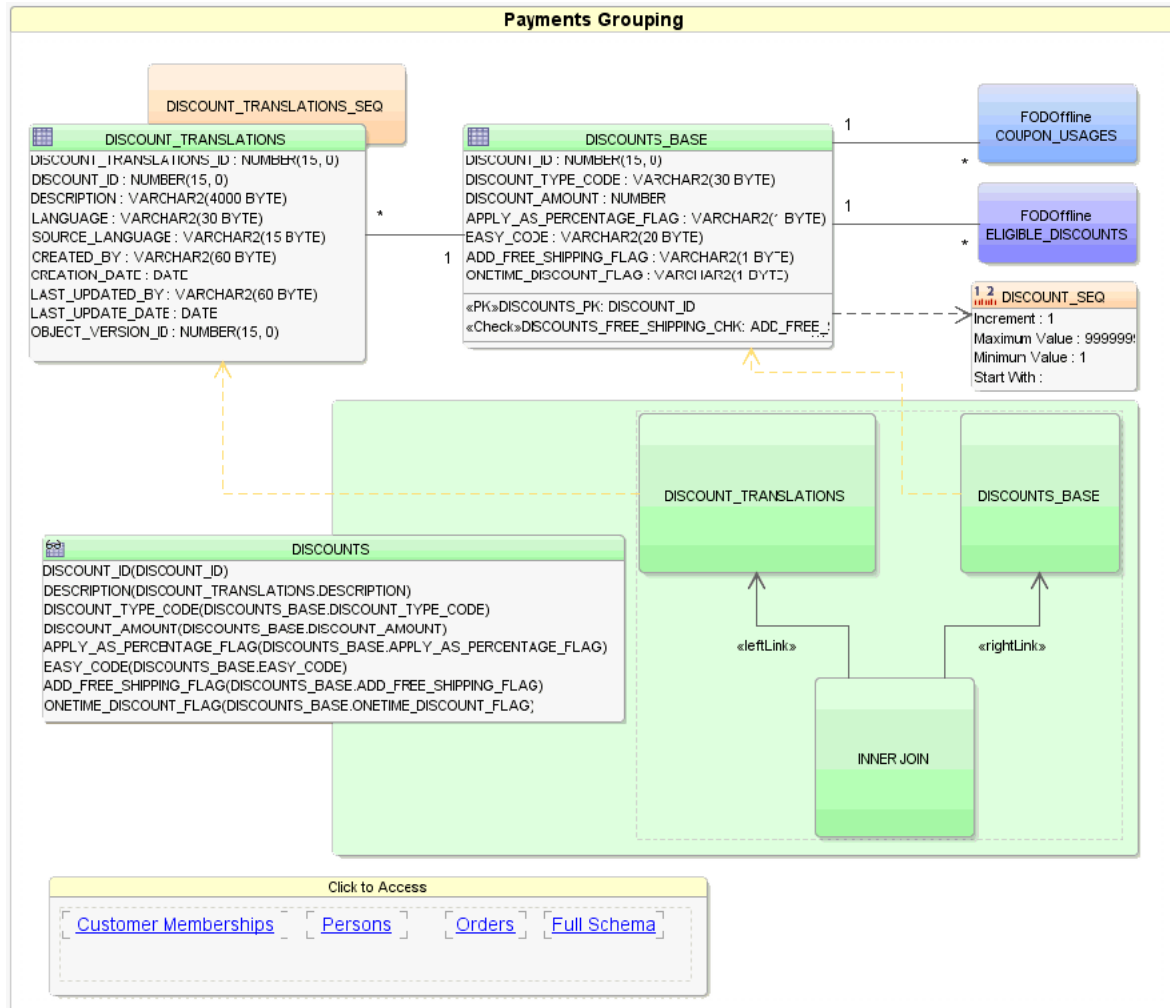 Payments Grouping
DISCOUNT_TRANSLATIONS_SEQ
DISCOUNT_TRANSLATIONS
DISCOUNT_TRANSLATIONS_ID : NUMBER(15, 0)
DISCOUNT_ID : NUMBER(15, 0)
DESCRIPTION : VARCHAR2(4000 BYTE)
LANGUAGE : VARCHAR2(30 BYTE)
SOURCE_LANGUAGE : VARCHAR2(15 BYTE)
CREATED_BY : VARCHAR2(60 BYTE)
CREATION_DATE : DATE
LAST_UPDATED_BY : VARCHAR2(60 BYTE)
LAST_UPDATE_DATE : DATE
OBJECT_VERSION_ID : NUMBER(15, 0)
*
1
DISCOUNTS_BASE
DISCOUNT_ID : NUMBER(15, 0)
DISCOUNT_TYPE_CODE : VARCHAR2(30 BYTE)
DISCOUNT_AMOUNT : NUMBER
APPLY_AS_PERCENTAGE_FLAG : VARCHAR2(1 BYTE)
EASY_CODE : VARCHAR2(20 BYTE)
ADD_FREE_SHIPPING_FLAG : VARCHAR2(1 BYTE)
ONETIME_DISCOUNT_FLAG : VARCHAR2(1 BYTE)
«PK»DISCOUNTS_PK: DISCOUNT_ID
«Check»DISCOUNTS_FREE_SHIPPING_CHK: ADD_FREE_
...
1
*
FODOffline
COUPON_USAGES
1
*
FODOffline
ELIGIBLE_DISCOUNTS
1 2
DISCOUNT_SEQ
Increment : 1
Maximum Value : 9999999
Minimun Value : 1
Start With :
DISCOUNT_TRANSLATIONS
DISCOUNTS_BASE
DISCOUNTS
DISCOUNT_ID(DISCOUNT_ID)
DESCRIPTION(DISCOUNT_TRANSLATIONS.DESCRIPTION)
DISCOUNT_TYPE_CODE(DISCOUNTS_BASE.DISCOUNT_TYPE_CODE)
DISCOUNT_AMOUNT(DISCOUNTS_BASE.DISCOUNT_AMOUNT)
APPLY_AS_PERCENTAGE_FLAG(DISCOUNTS_BASE.APPLY_AS_PERCENTAGE_FLAG)
EASY_CODE(DISCOUNTS_BASE.EASY_CODE)
ADD_FREE_SHIPPING_FLAG(DISCOUNTS_BASE.ADD_FREE_SHIPPING_FLAG)
ONETIME_DISCOUNT_FLAG(DISCOUNTS_BASE.ONETIME_DISCOUNT_FLAG)
«leftLink»
«rightLink»
INNER JOIN
Click to Access
Customer Memberships
Persons
Orders
Full Schema